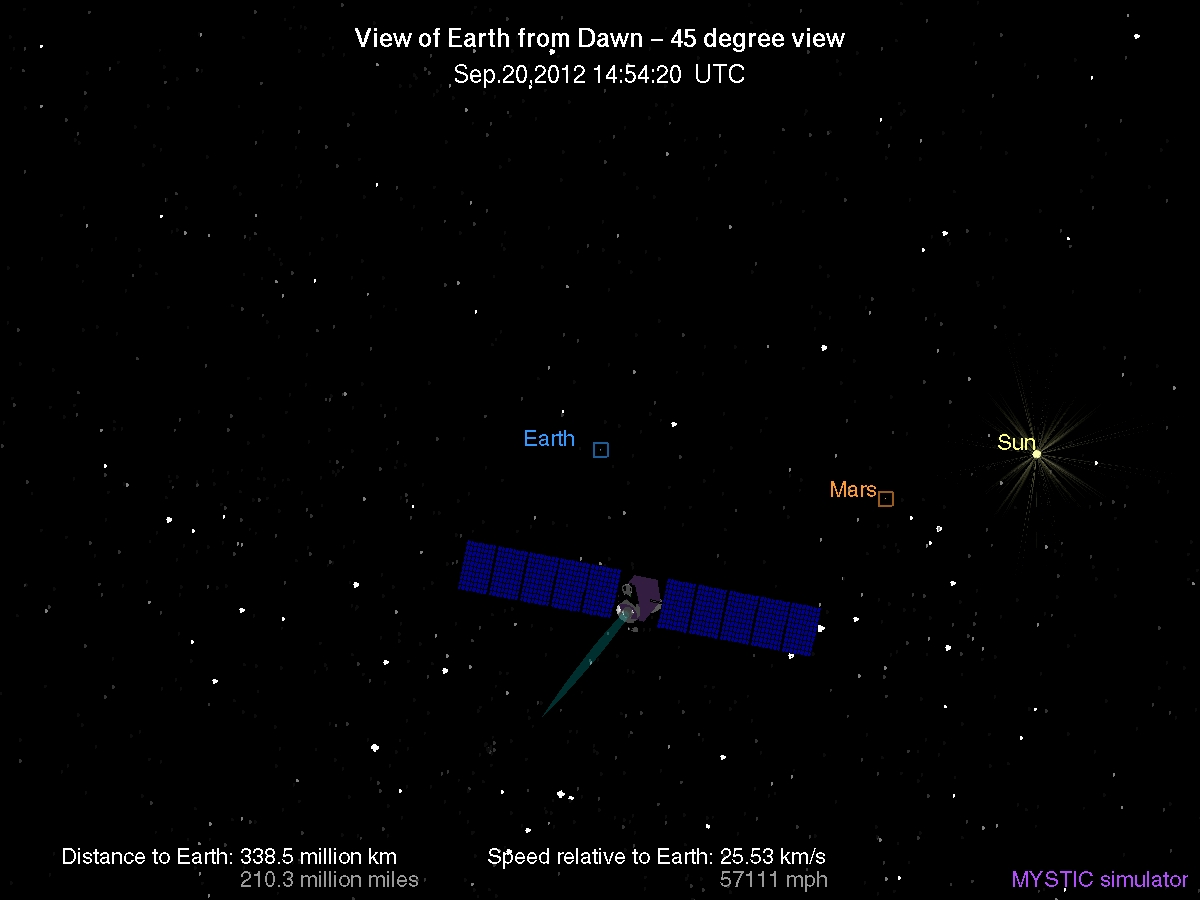 View of Earth from Dawn – 45 degree view
Sep.20,2012 14:54:20 UTC
Earth
Sun
Mars
Distance to Earth: 338.5 million km
210.3 million miles
Speed relative to Earth: 25.53 km/s
57111 mph
MYSTIC simulator